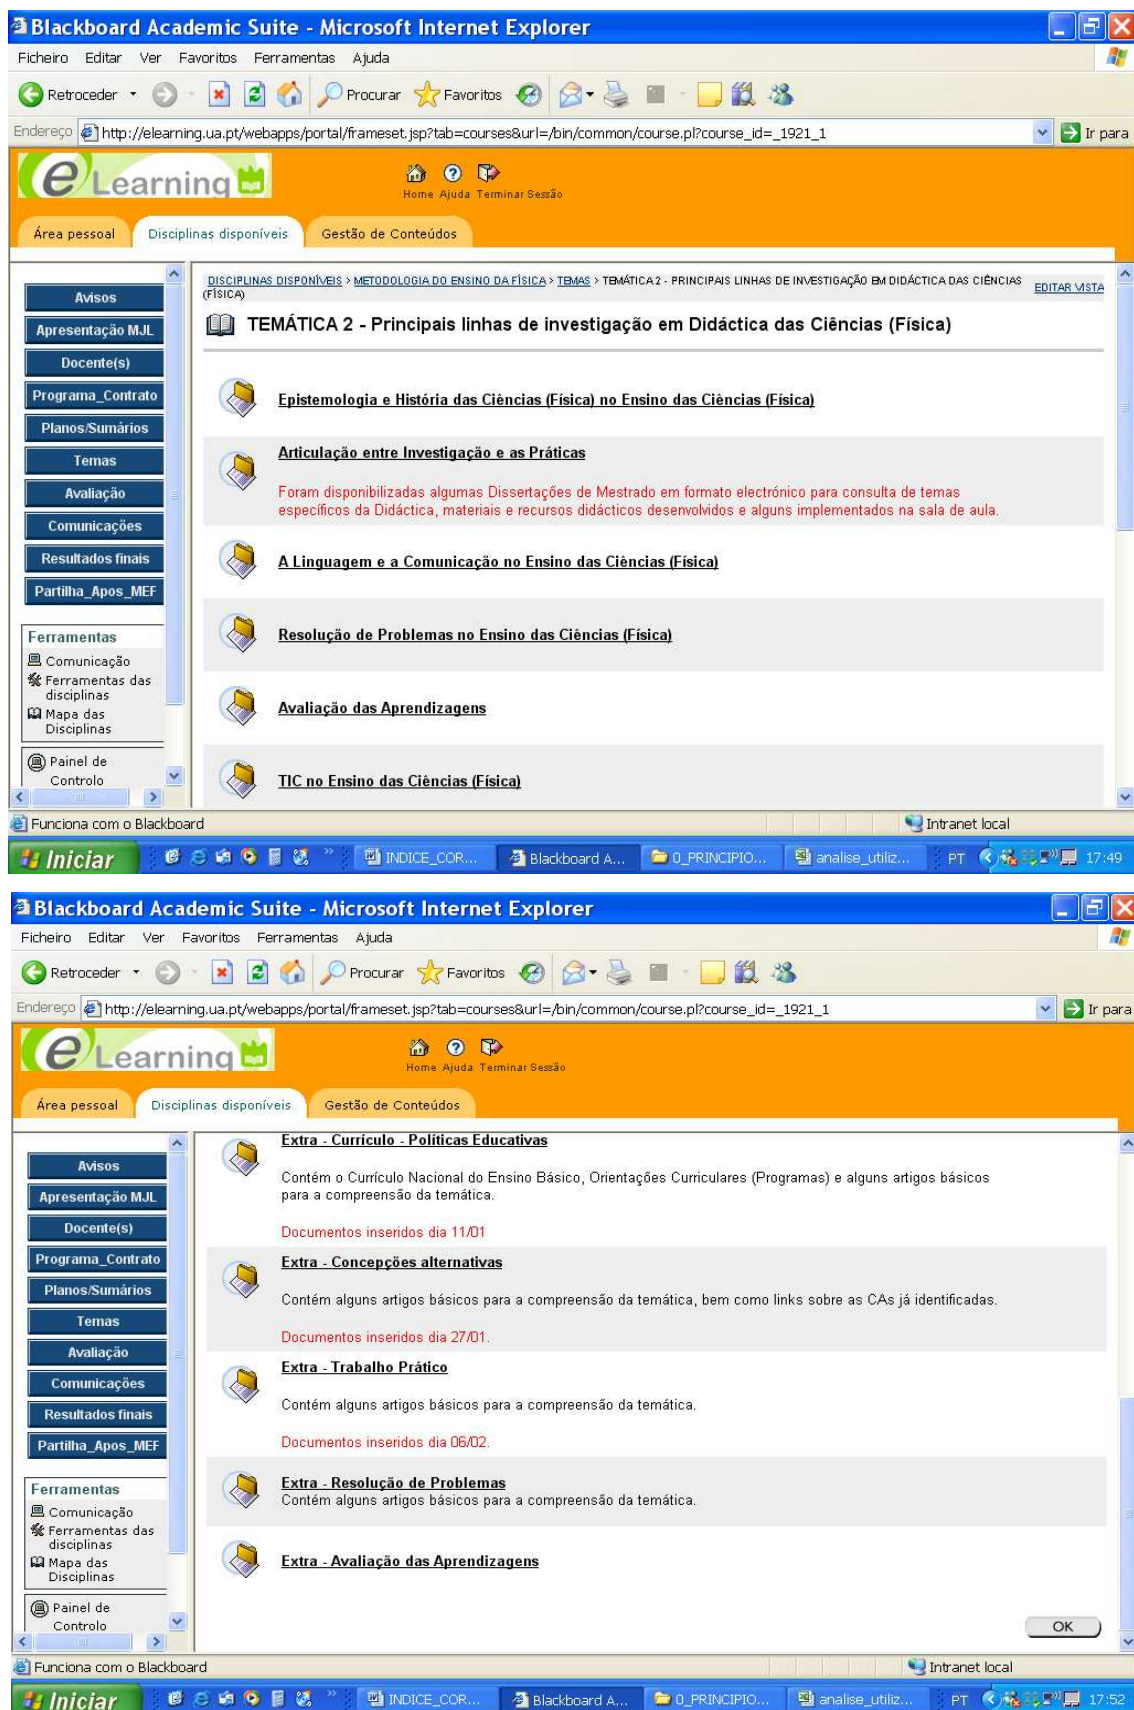 Blackboard Academic Suite - Microsoft Internet Explorer
Ficheiro Editar Ver Favoritos Ferramentas Ajuda
Retroceder Procurar Favoritos
Endereço http://elearning.ua.pt/webapps/portal/frameset.jsp?tab=courses&url=/bin/common/course.pl?course_id=_1921_1 Ir para
eLearning
Home Ajuda Terminar Sessão
Área pessoal Disciplinas disponíveis Gestão de Conteúdos
Avisos
Apresentação MJL
Docente(s)
Programa_Contrato
Planos/Sumários
Temas
Avaliação
Comunicações
Resultados finais
Partilha_Apos_MEF
Ferramentas
Comunicação
Ferramentas das
disciplinas
Mapa das
Disciplinas
Painel de
Controlo
DISCIPLINAS DISPONÍVEIS > METODOLOGIA DO ENSINO DA FÍSICA > TEMAS > TEMÁTICA 2 - PRINCIPAIS LINHAS DE INVESTIGAÇÃO EM DIDÁCTICA DAS CIÊNCIAS
(FÍSICA)
EDITAR VISTA
TEMÁTICA 2 - Principais linhas de investigação em Didáctica das Ciências (Física)
Epistemologia e História das Ciências (Física) no Ensino das Ciências (Física)
Articulação entre Investigação e as Práticas
Foram disponibilizadas algumas Dissertações de Mestrado em formato electrónico para consulta de temas
específicos da Didáctica, materiais e recursos didácticos desenvolvidos e alguns implementados na sala de aula.
A Linguagem e a Comunicação no Ensino das Ciências (Física)
Resolução de Problemas no Ensino das Ciências (Física)
Avaliação das Aprendizagens
TIC no Ensino das Ciências (Física)
Funciona com o Blackboard Intranet local
Iniciar INDICE_COR... Blackboard A... 0_PRINCIPIO... analise_utiliz... PT 17:49
Blackboard Academic Suite - Microsoft Internet Explorer
Ficheiro Editar Ver Favoritos Ferramentas Ajuda
Retroceder Procurar Favoritos
Endereço http://elearning.ua.pt/webapps/portal/frameset.jsp?tab=courses&url=/bin/common/course.pl?course_id=_1921_1 Ir para
eLearning
Home Ajuda Terminar Sessão
Área pessoal Disciplinas disponíveis Gestão de Conteúdos
Avisos
Apresentação MJL
Docente(s)
Programa_Contrato
Planos/Sumários
Temas
Avaliação
Comunicações
Resultados finais
Partilha_Apos_MEF
Ferramentas
Comunicação
Ferramentas das
disciplinas
Mapa das
Disciplinas
Painel de
Controlo
Extra - Currículo - Políticas Educativas
Contém o Currículo Nacional do Ensino Básico, Orientações Curriculares (Programas) e alguns artigos básicos
para a compreensão da temática.
Documentos inseridos dia 11/01
Extra - Concepções alternativas
Contém alguns artigos básicos para a compreensão da temática, bem como links sobre as CAs já identificadas.
Documentos inseridos dia 27/01.
Extra - Trabalho Prático
Contém alguns artigos básicos para a compreensão da temática.
Documentos inseridos dia 06/02.
Extra - Resolução de Problemas
Contém alguns artigos básicos para a compreensão da temática.
Extra - Avaliação das Aprendizagens
OK
Funciona com o Blackboard Intranet local
Iniciar INDICE_COR... Blackboard A... 0_PRINCIPIO... analise_utiliz... PT 17:52